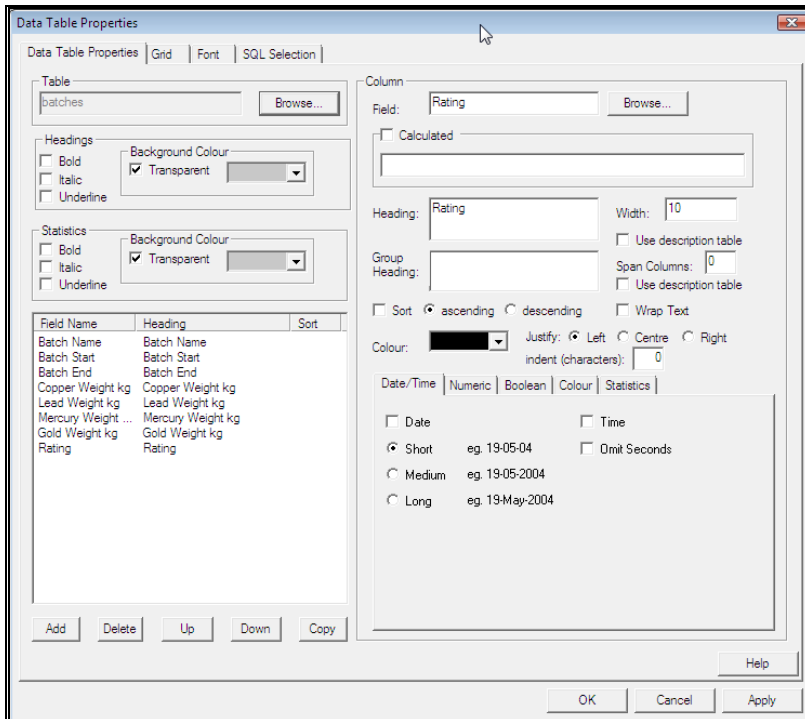 Data Table Properties
Data Table Properties Grid Font SQL Selection
Table
batches Browse...
Headings
Bold
Italic
Underline
Background Colour
Transparent
Statistics
Bold
Italic
Underline
Background Colour
Transparent
Field Name Heading Sort
Batch Name Batch Name
Batch Start Batch Start
Batch End Batch End
Copper Weight kg Copper Weight kg
Lead Weight kg Lead Weight kg
Mercury Weight ... Mercury Weight kg
Gold Weight kg Gold Weight kg
Rating Rating
Add Delete Up Down Copy
Column
Field: Rating Browse...
Calculated
Heading: Rating Width: 10
Use description table
Group
Heading:
Span Columns: 0
Use description table
Sort ascending descending Wrap Text
Colour: Justify: Left Centre Right
indent (characters): 0
Date/Time Numeric Boolean Colour Statistics
Date Time
Short eg. 19-05-04 Omit Seconds
Medium eg. 19-05-2004
Long eg. 19-May-2004
Help
OK Cancel Apply